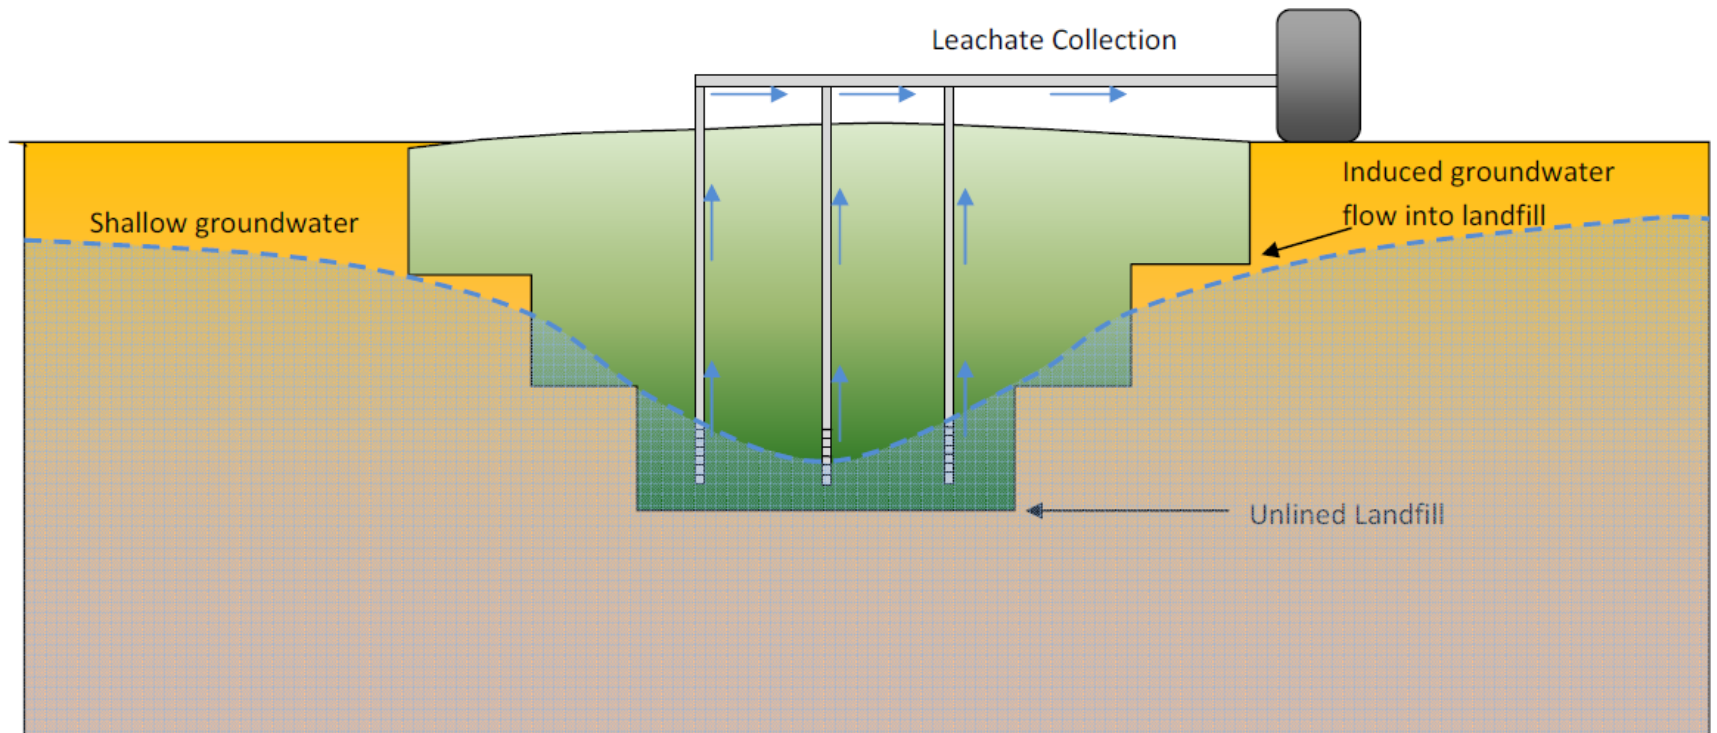 Leachate Collection
Induced groundwater
flow into landfill
Shallow groundwater
Unlined Landfill